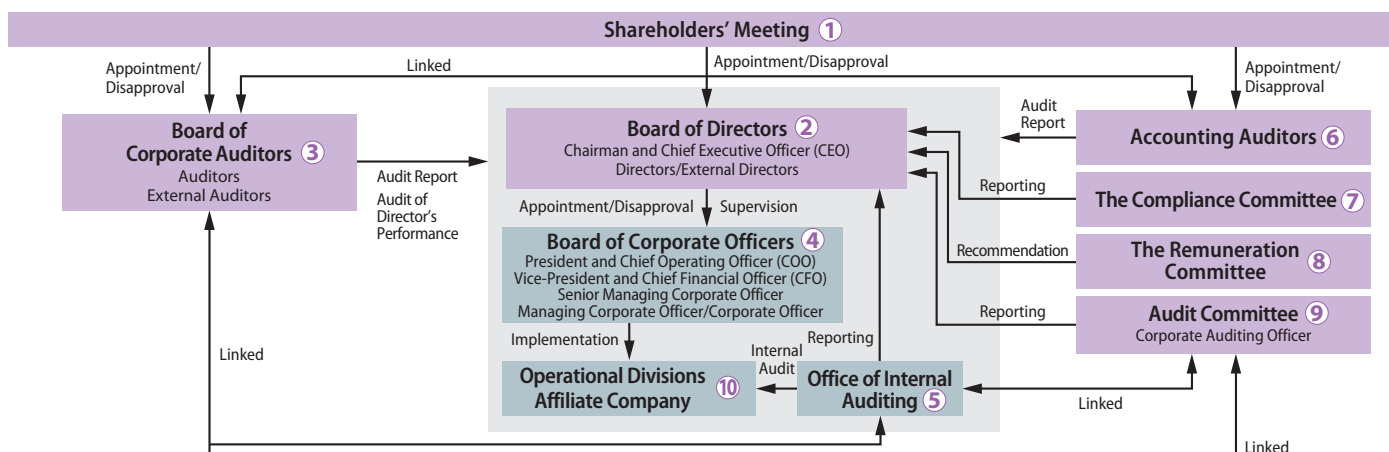 Shareholders’ Meeting 1
Appointment/
Disapproval
Linked
Appointment/Disapproval
Appointment/
Disapproval
Board of
Corporate Auditors 3
Auditors
External Auditors
Audit Report
Audit of
Director’s
Performance
Board of Directors 2
Chairman and Chief Executive Officer (CEO)
Directors/External Directors
Audit
Report
Accounting Auditors 6
Reporting
The Compliance Committee 7
Appointment/Disapproval
Supervision
Board of Corporate Officers 4
President and Chief Operating Officer (COO)
Vice-President and Chief Financial Officer (CFO)
Senior Managing Corporate Officer
Managing Corporate Officer/Corporate Officer
Recommendation
The Remuneration
Committee 8
Reporting
Audit Committee 9
Corporate Auditing Officer
Linked
Implementation
Internal
Audit
Reporting
Operational Divisions
Affiliate Company 10
Office of Internal
Auditing 5
Linked
Linked